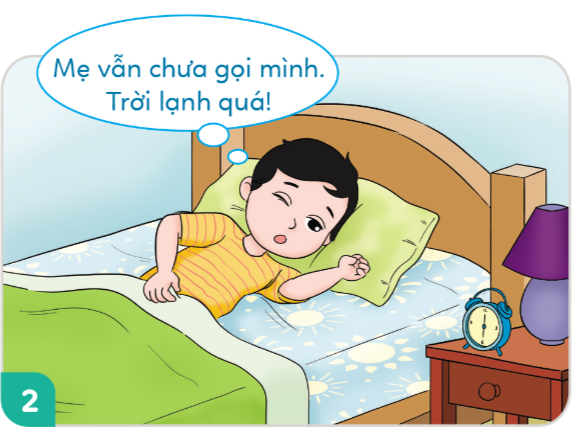 Mẹ vẫn chưa gọi mình.
Trời lạnh quá!
2